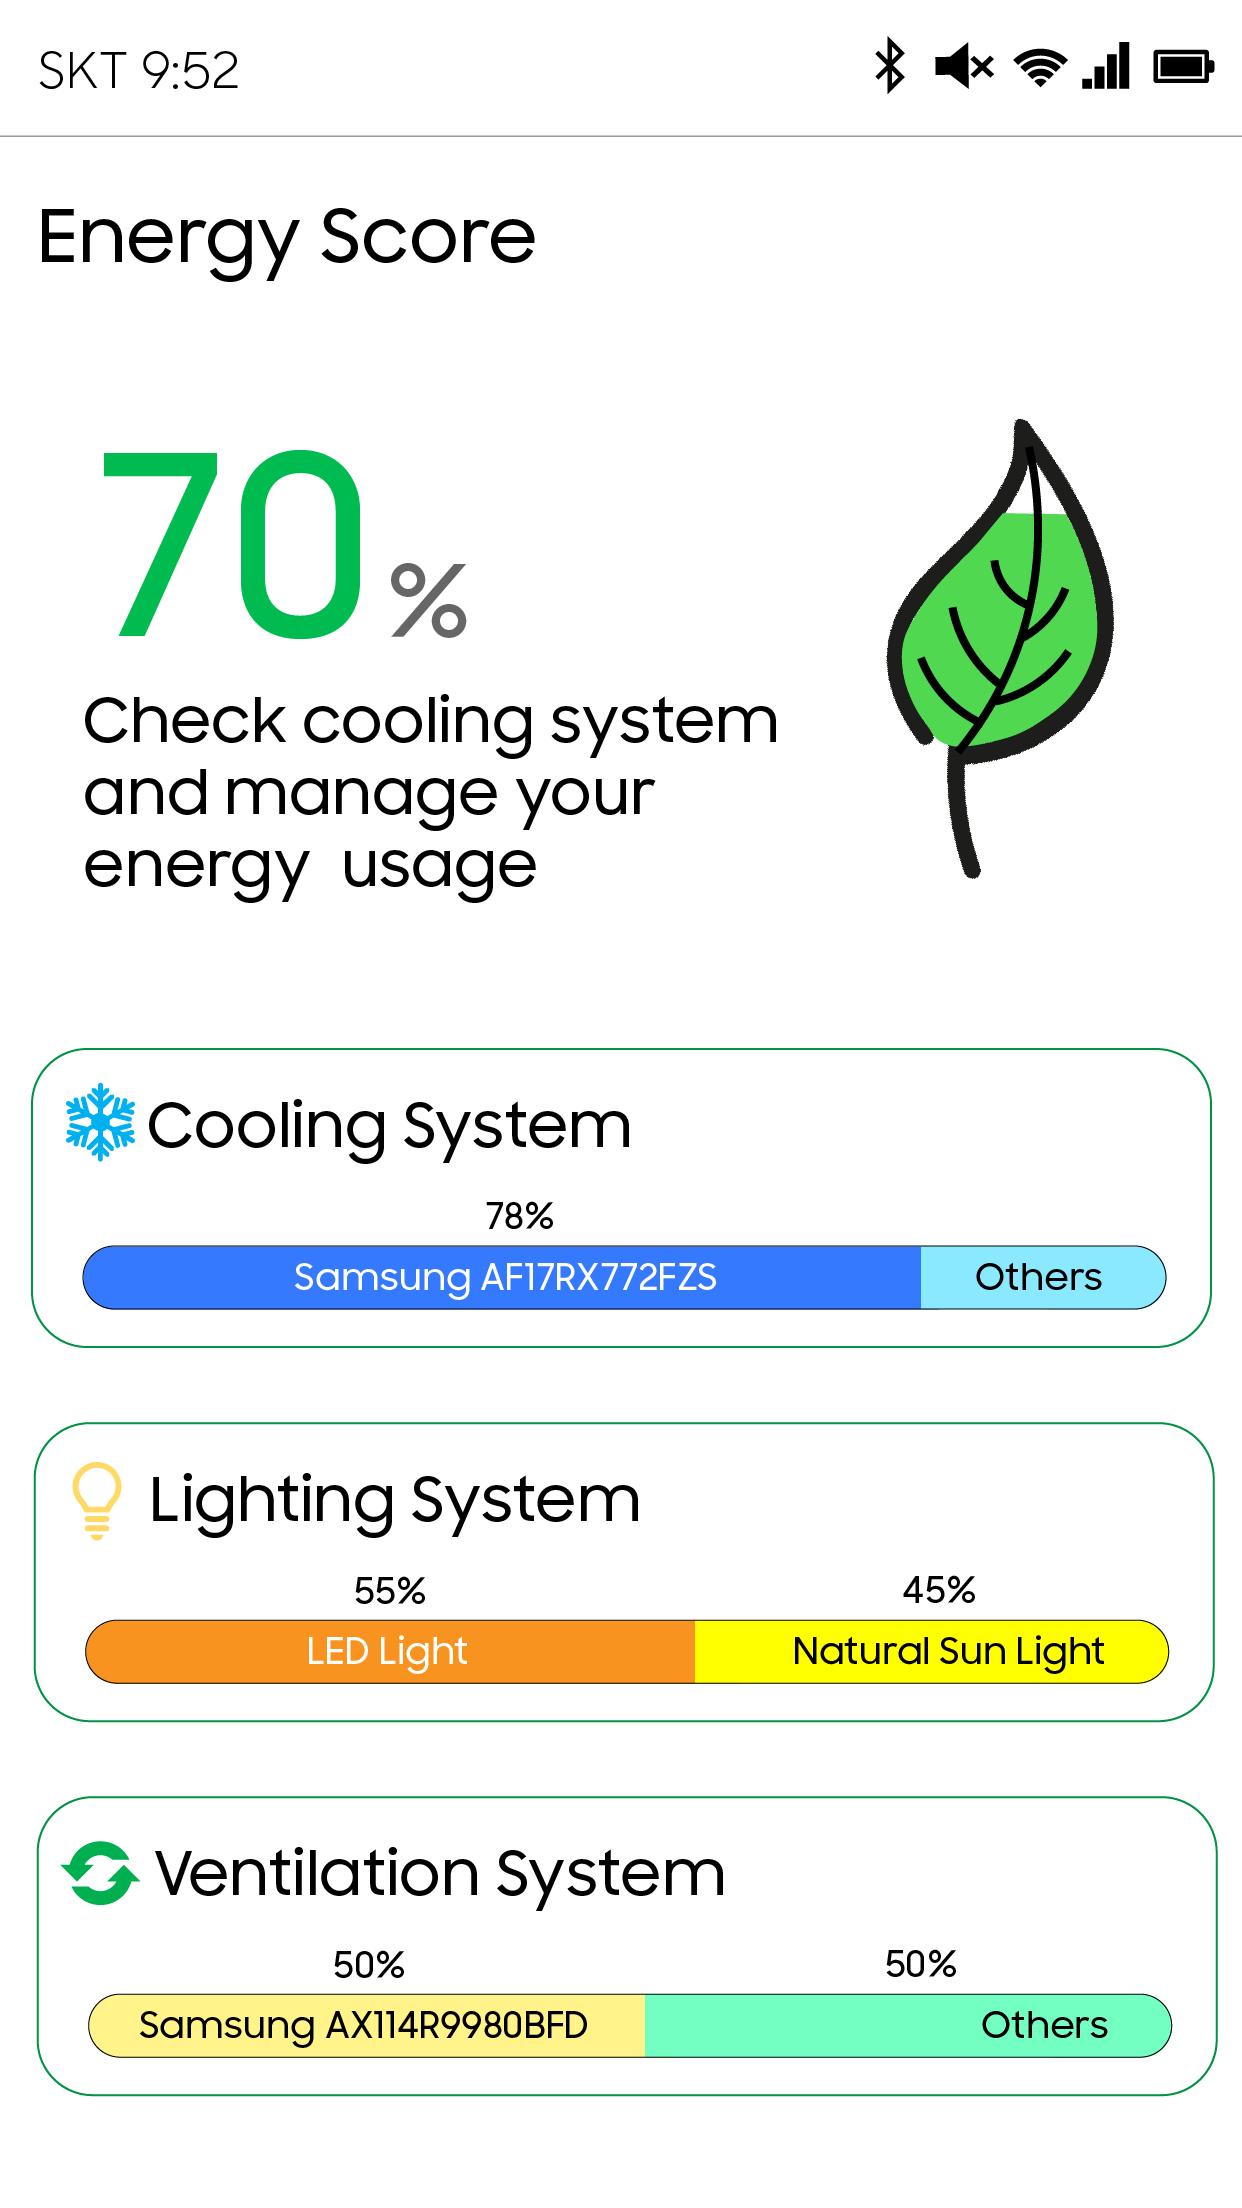 SKT 9:52
Energy Score
70 %
Check cooling system
and manage your
energy  usage
Cooling System
78%
Samsung AF17RX772FZS
Others
Lighting System
55%
45%
LED Light
Natural Sun Light
Ventilation System
50%
50%
Samsung AX114R9980BFD
Others